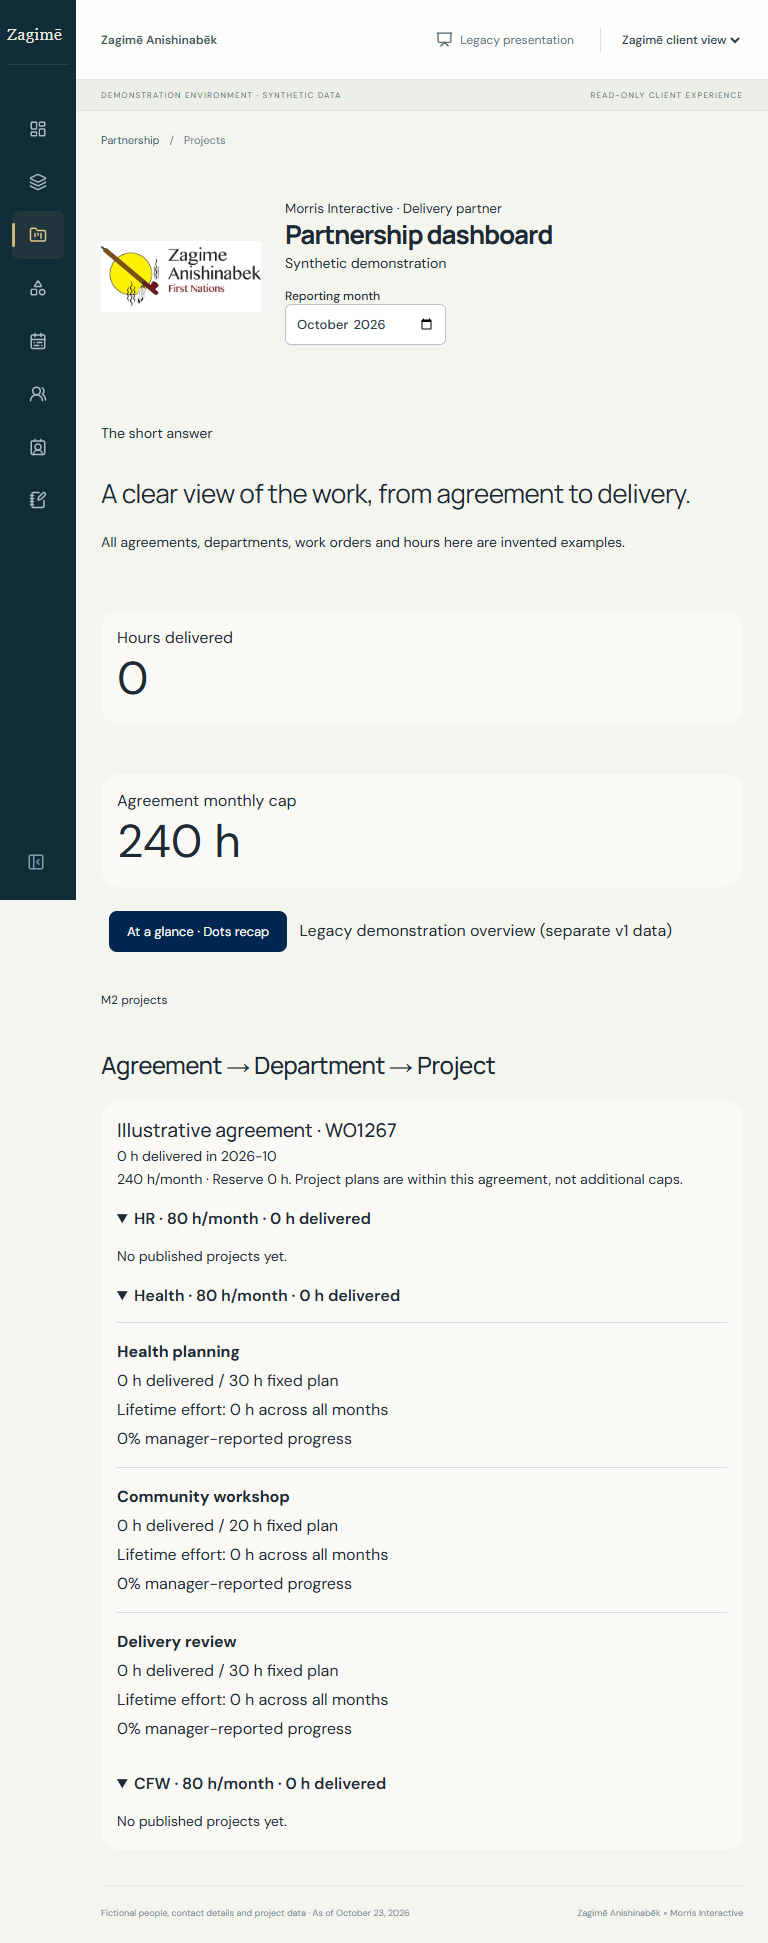 Zagimē
Zagimē Anishinabēk
Legacy presentation
Zagimē client view
DEMONSTRATION ENVIRONMENT · SYNTHETIC DATA
READ-ONLY CLIENT EXPERIENCE
Partnership / Projects
Zagime
Anishinabek
First Nations
Morris Interactive · Delivery partner
Partnership dashboard
Synthetic demonstration
Reporting month
October 2026
The short answer
A clear view of the work, from agreement to delivery.
All agreements, departments, work orders and hours here are invented examples.
Hours delivered
0
Agreement monthly cap
240 h
At a glance · Dots recap
Legacy demonstration overview (separate v1 data)
M2 projects
Agreement → Department → Project
Illustrative agreement · WO1267
0 h delivered in 2026-10
240 h/month · Reserve 0 h. Project plans are within this agreement, not additional caps.
▼ HR · 80 h/month · 0 h delivered
No published projects yet.
▼ Health · 80 h/month · 0 h delivered
Health planning
0 h delivered / 30 h fixed plan
Lifetime effort: 0 h across all months
0% manager-reported progress
Community workshop
0 h delivered / 20 h fixed plan
Lifetime effort: 0 h across all months
0% manager-reported progress
Delivery review
0 h delivered / 30 h fixed plan
Lifetime effort: 0 h across all months
0% manager-reported progress
▼ CFW · 80 h/month · 0 h delivered
No published projects yet.
Fictional people, contact details and project data · As of October 23, 2026
Zagimē Anishinabēk × Morris Interactive